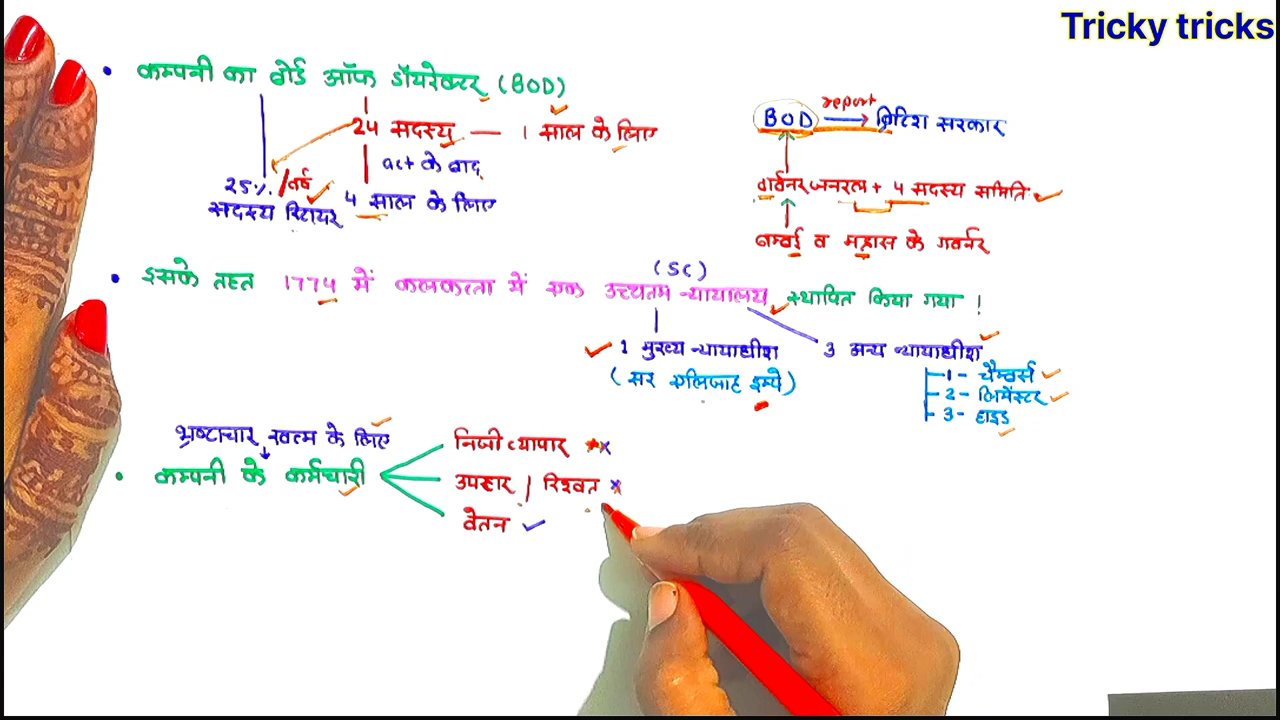 Tricky tricks
कम्पनी का बोर्ड ऑफ डॉयरेक्टर (BOD)
24 सदस्य — 1 साल के लिए
act के बाद
25% / वर्ष
सदस्य रिटायर
4 साल के लिए
report
BOD → ब्रिटिश सरकार
गर्वनर जनरल + 4 सदस्य समिति
बम्बई व मद्रास के गवर्नर
(SC)
इसके तहत 1774 में कलकत्ता में एक उच्चतम न्यायालय स्थापित किया गया !
1 मुख्य न्यायाधीश
(सर एलिजाह इम्पे)
3 अन्य न्यायाधीश
1 - चैम्बर्स
2 - लिमेंस्टर
3 - हाइड
भ्रष्टाचार खत्म के लिए
कम्पनी के कर्मचारी
निजी व्यापार ×
उपहार / रिश्वत ×
वेतन ✓